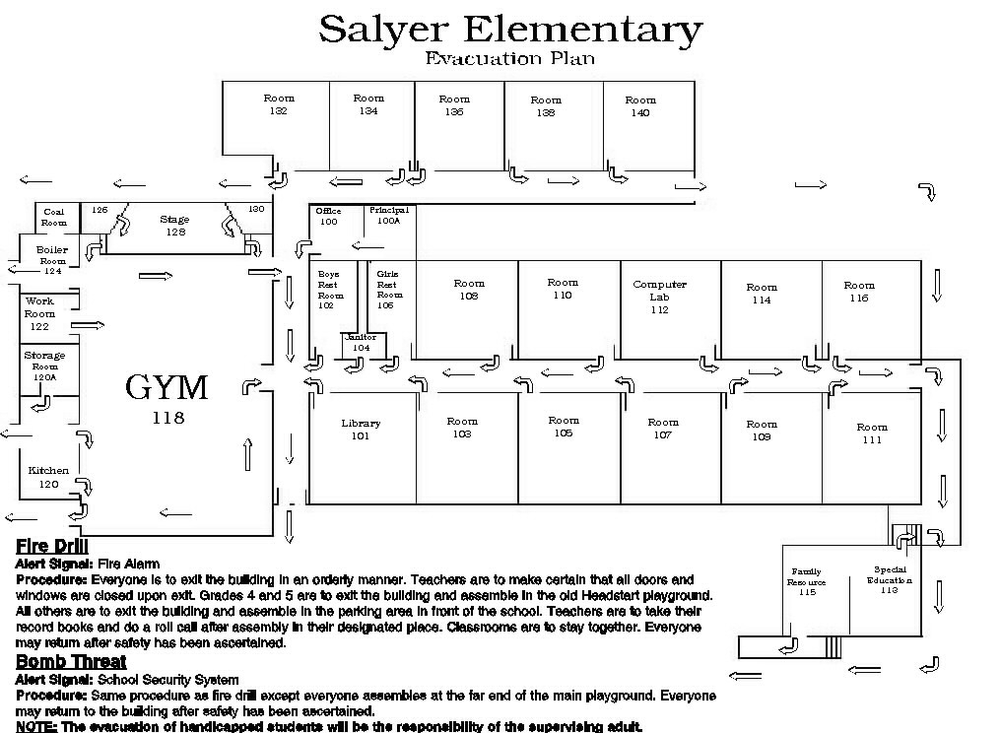 Salyer Elementary
Evacuation Plan
Room
132
Room
134
Room
136
Room
138
Room
140
Coal
Room
126
Stage
128
130
Office
100
Principal
100A
Boiler
Room
124
Boys
Rest
Room
102
Girls
Rest
Room
106
Room
108
Room
110
Computer
Lab
112
Room
114
Room
116
Work
Room
122
Janitor
104
Storage
Room
120A
GYM
118
Library
101
Room
103
Room
105
Room
107
Room
109
Room
111
Kitchen
120
Family
Resource
115
Special
Education
113
Fire Drill
Alert Signal: Fire Alarm
Procedure: Everyone is to exit the building in an orderly manner. Teachers are to make certain that all doors and
windows are closed upon exit. Grades 4 and 5 are to exit the building and assemble in the old Headstart playground.
All others are to exit the building and assemble in the parking area in front of the school. Teachers are to take their
record books and do a roll call after assembly in their designated place. Classrooms are to stay together. Everyone
may return after safety has been ascertained.
Bomb Threat
Alert Signal: School Security System
Procedure: Same procedure as fire drill except everyone assembles at the far end of the main playground. Everyone
may return to the building after safety has been ascertained.
NOTE: The evacuation of handicapped students will be the responsibility of the supervising adult.